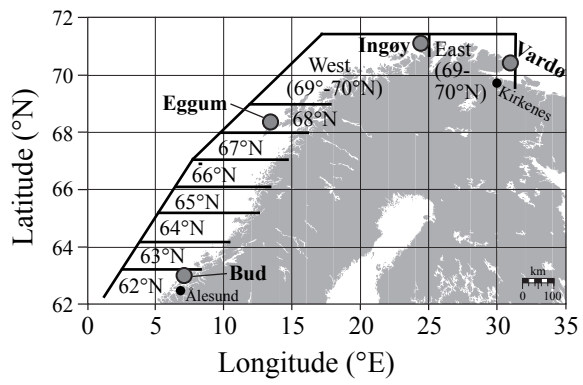 72
70
68
66
64
62
Latitude (°N)
Ingøy
East
(69-
70°N)
Vardø
Kirkenes
West
(69°-70°N)
Eggum
68°N
67°N
66°N
65°N
64°N
63°N
62°N
Bud
Ålesund
km
0 100
0 5 10 15 20 25 30 35
Longitude (°E)